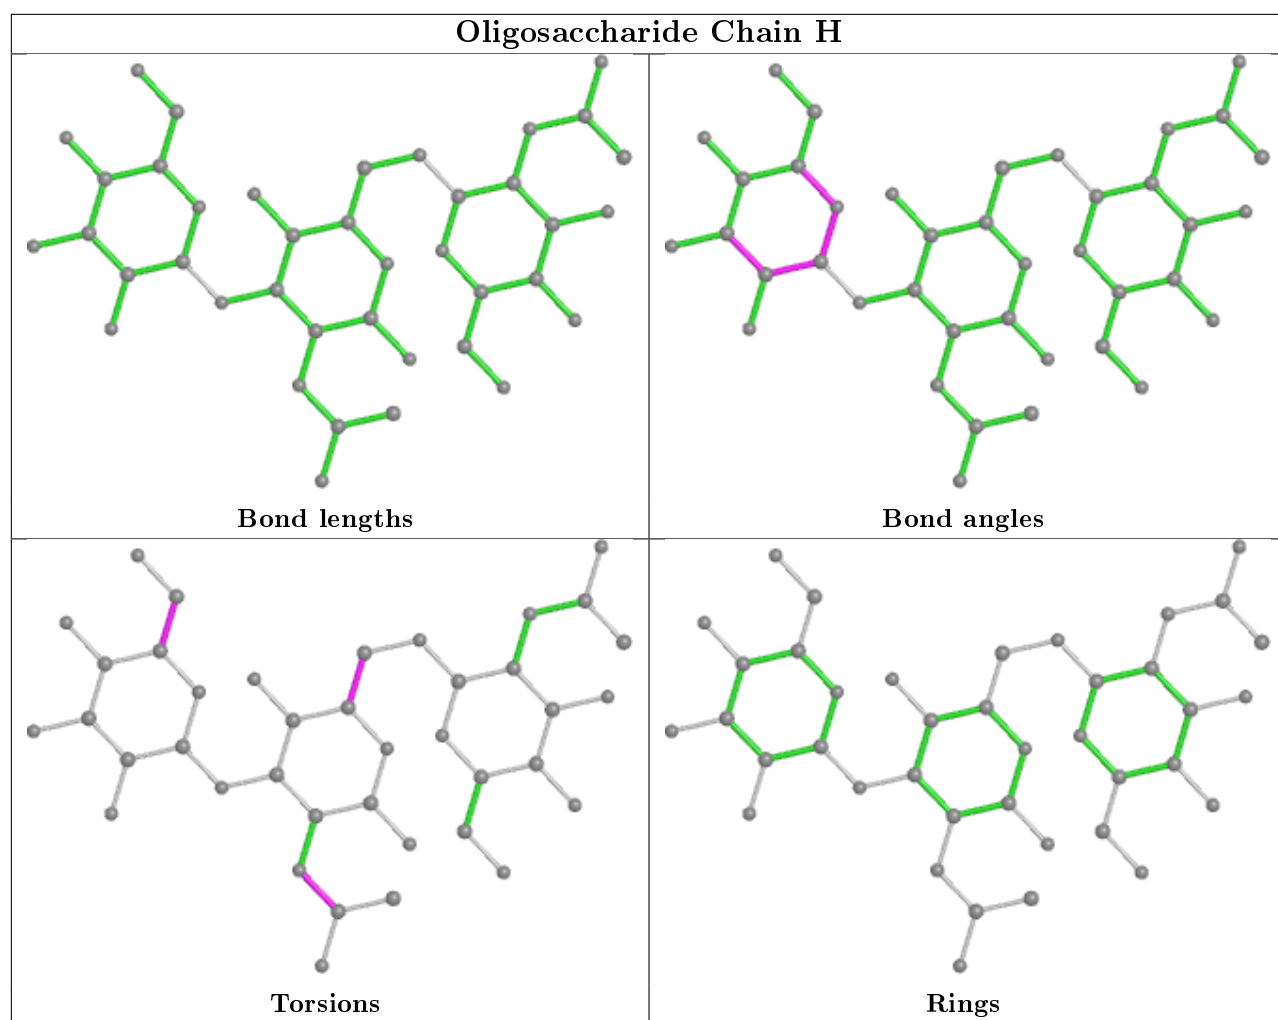 Oligosaccharide Chain H
Bond lengths
Bond angles
Torsions
Rings